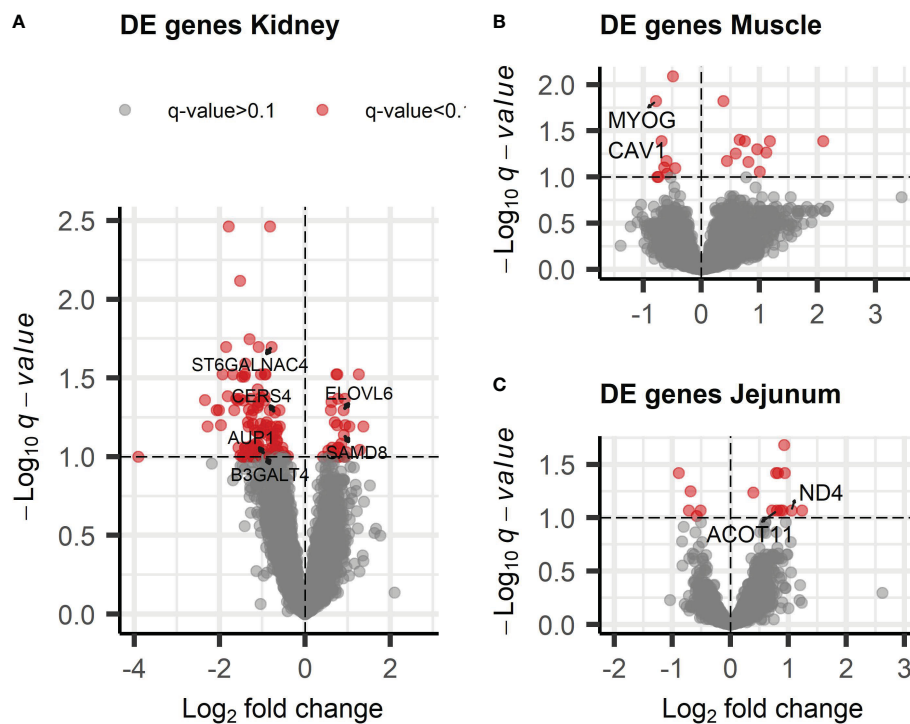 A
DE genes Kidney
q-value>0.1
q-value<0.
2.5
2.0
1.5
1.0
0.5
0.0
-Log10 q-value
ST6GALNAC4
CERS4
ELOVL6
AUP1
SAMD8
B3GALT4
-4
-2
0
2
Log2 fold change
B
DE genes Muscle
2.0
1.5
1.0
0.5
0.0
-Log10 q-value
MYOG
CAV1
-1
0
1
2
3
C
DE genes Jejunum
1.5
1.0
0.5
0.0
-Log10 q-value
ND4
ACOT11
-2
-1
0
1
2
3
Log2 fold change